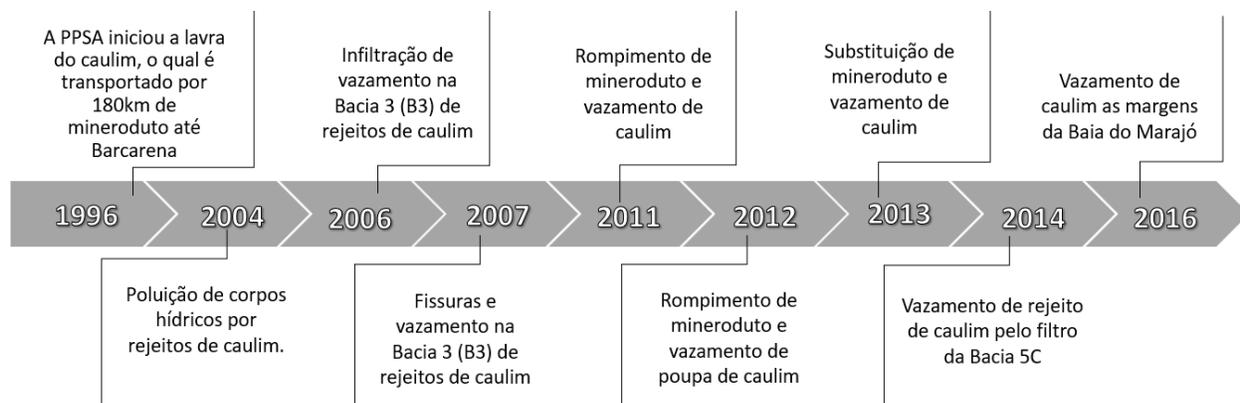 A PPSA iniciou a lavra
do caulim, o qual é
transportado por
180km de
mineroduto até
Barcarena
Infiltração de
vazamento na
Bacia 3 (B3) de
rejeitos de caulim
Rompimento de
mineroduto e
vazamento de
caulim
Substituição de
mineroduto e
vazamento de
caulim
Vazamento de
caulim as margens
da Baia do Marajó
1996
2004
2006
2007
2011
2012
2013
2014
2016
Poluição de corpos
hídricos por
rejeitos de caulim.
Fissuras e
vazamento na
Bacia 3 (B3) de
rejeitos de caulim
Rompimento de
mineroduto e
vazamento de
poupa de caulim
Vazamento de rejeito
de caulim pelo filtro
da Bacia 5C